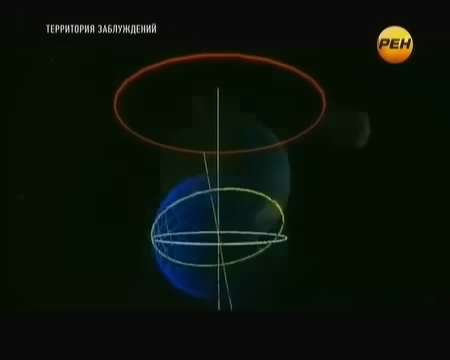 ТЕРРИТОРИЯ ЗАБЛУЖДЕНИЙ
РЕН